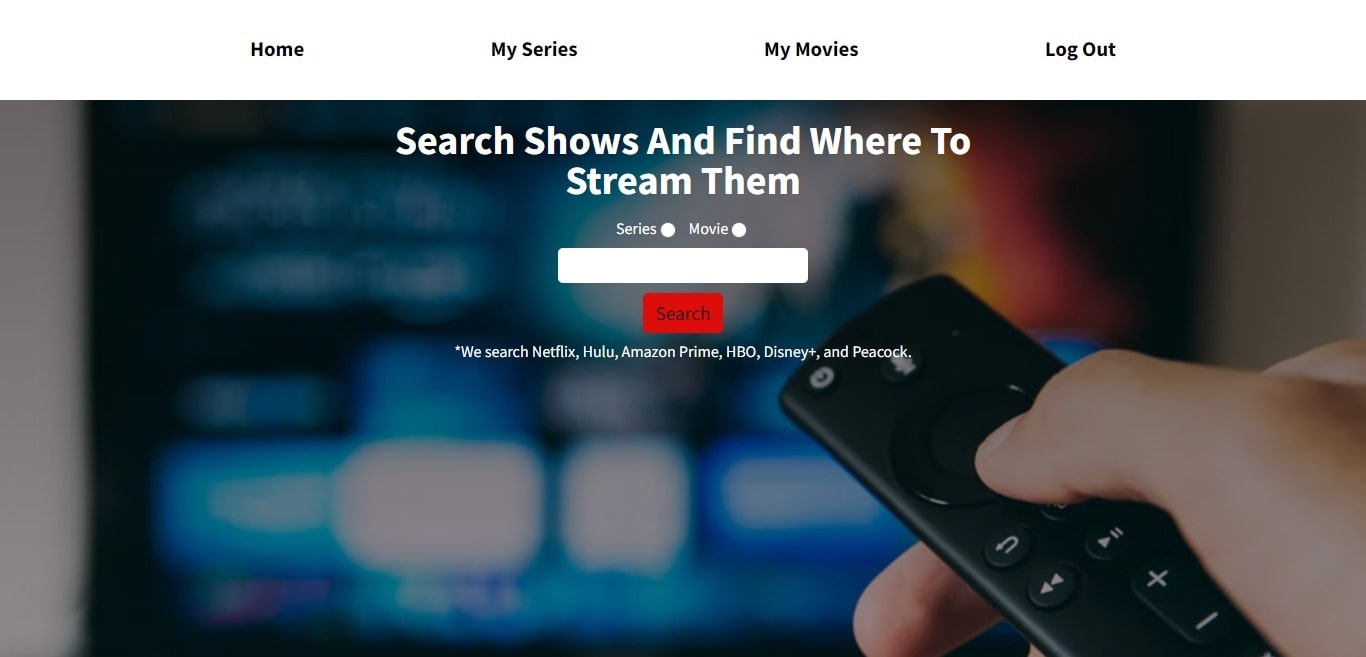 Home My Series My Movies Log Out
Search Shows And Find Where To
Stream Them
Series Movie
Search
*We search Netflix, Hulu, Amazon Prime, HBO, Disney+, and Peacock.